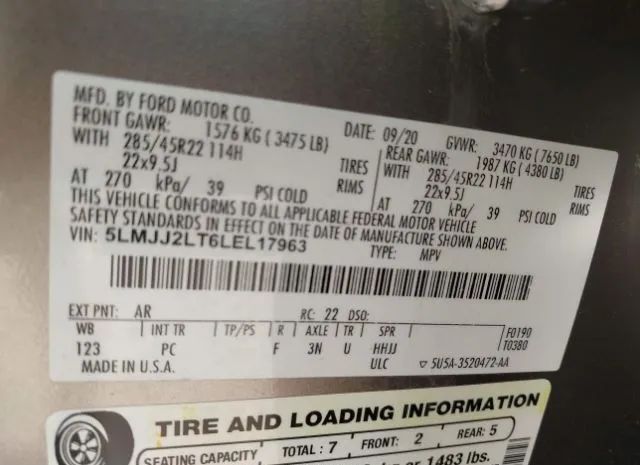 MFD. BY FORD MOTOR CO.
DATE: 09/20 GVWR: 3470 KG ( 7650 LB)
FRONT GAWR: 1576 KG ( 3475 LB) REAR GAWR: 1987 KG ( 4380 LB)
WITH 285/45R22 114H TIRES WITH 285/45R22 114H TIRES
22x9.5J RIMS 22x9.5J RIMS
AT 270 kPa/ 39 PSI COLD AT 270 kPa/ 39 PSI COLD
THIS VEHICLE CONFORMS TO ALL APPLICABLE FEDERAL MOTOR VEHICLE
SAFETY STANDARDS IN EFFECT ON THE DATE OF MANUFACTURE SHOWN ABOVE.
VIN: 5LMJJ2LT6LEL17963 TYPE: MPV
EXT PNT: AR RC: 22 DSO:
WB INT TR TP/PS R AXLE TR SPR F0190
123 PC F 3N U HHJJ T0380
MADE IN U.S.A. ULC ▽ 5U5A-3520472-AA
TIRE AND LOADING INFORMATION
SEATING CAPACITY TOTAL : 7 FRONT: 2 REAR: 5
or 1483 lbs.